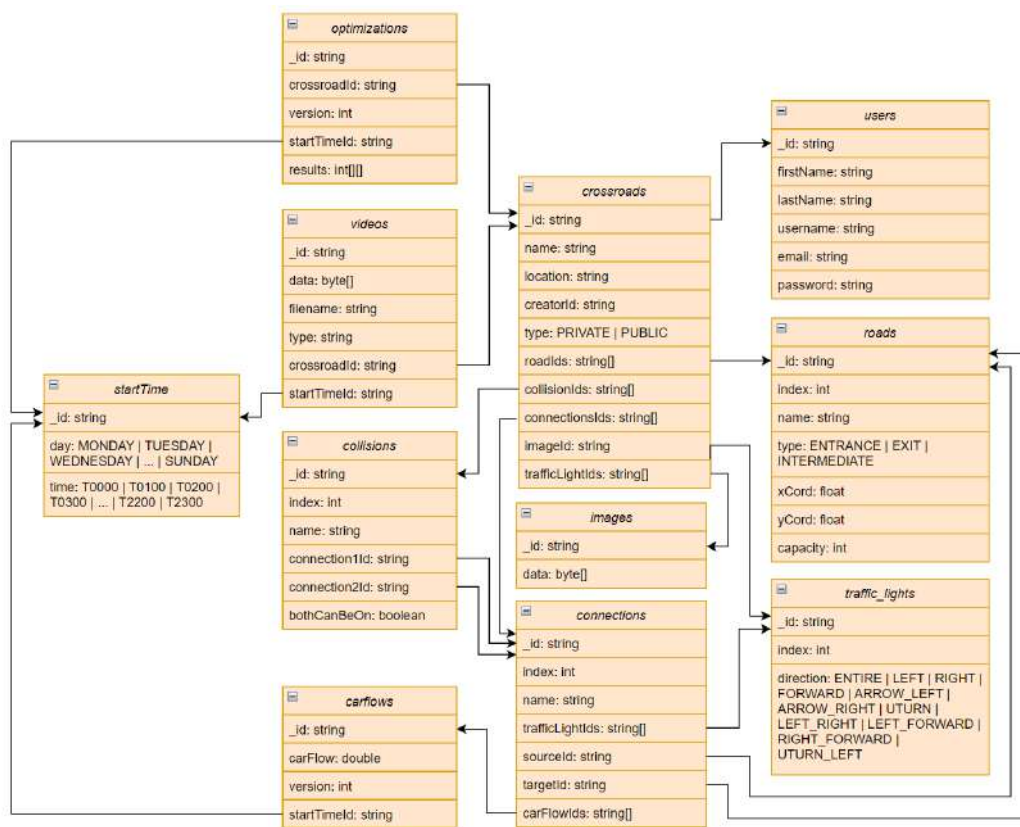 optimizations
_id: string
crossroadId: string
version: int
startTimeId: string
results: int[][]
videos
_id: string
data: byte[]
filename: string
type: string
crossroadId: string
startTimeId: string
startTime
_id: string
day: MONDAY | TUESDAY |
WEDNESDAY | ... | SUNDAY
time: T0000 | T0100 | T0200 |
T0300 | ... | T2200 | T2300
collisions
_id: string
index: int
name: string
connection1Id: string
connection2Id: string
bothCanBeOn: boolean
carflows
_id: string
carFlow: double
version: int
startTimeId: string
crossroads
_id: string
name: string
location: string
creatorId: string
type: PRIVATE | PUBLIC
roadIds: string[]
collisionIds: string[]
connectionsIds: string[]
imageId: string
trafficLightIds: string[]
images
_id: string
data: byte[]
connections
_id: string
index: int
name: string
trafficLightIds: string[]
sourceId: string
targetId: string
carFlowIds: string[]
users
_id: string
firstName: string
lastName: string
username: string
email: string
password: string
roads
_id: string
index: int
name: string
type: ENTRANCE | EXIT |
INTERMEDIATE
xCord: float
yCord: float
capacity: int
traffic_lights
_id: string
index: int
direction: ENTIRE | LEFT | RIGHT |
FORWARD | ARROW_LEFT |
ARROW_RIGHT | UTURN |
LEFT_RIGHT | LEFT_FORWARD |
RIGHT_FORWARD |
UTURN_LEFT